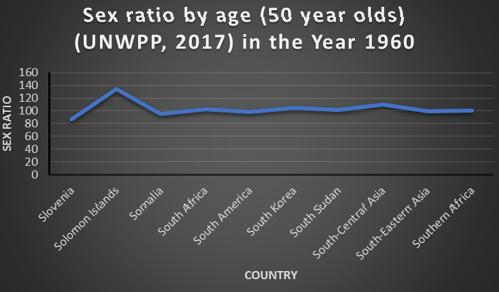 Sex ratio by age (50 year olds)
(UNWPP, 2017) in the Year 1960
160
140
120
100
80
60
40
20
0
SEX RATIO
Slovenia
Solomon Islands
Somalia
South Africa
South America
South Korea
South Sudan
South-Central Asia
South-Eastern Asia
Southern Africa
COUNTRY